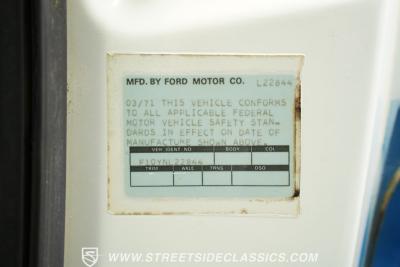 MFD. BY FORD MOTOR CO. L22844
03/71 THIS VEHICLE CONFORMS
TO ALL APPLICABLE FEDERAL
MOTOR VEHICLE SAFETY STAN-
DARDS IN EFFECT ON DATE OF
MANUFACTURE SHOWN ABOVE.
VEH IDENT NO BODY COL
F10YNL22844
TRIM AXLE TRNS DSO
S
WWW.STREETSIDECLASSICS.COM